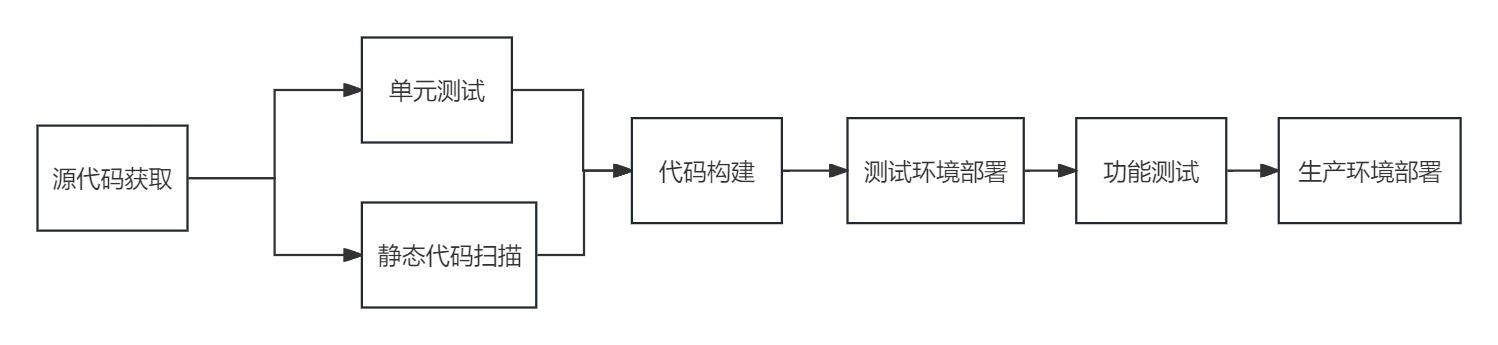 源代码获取
单元测试
静态代码扫描
代码构建
测试环境部署
功能测试
生产环境部署